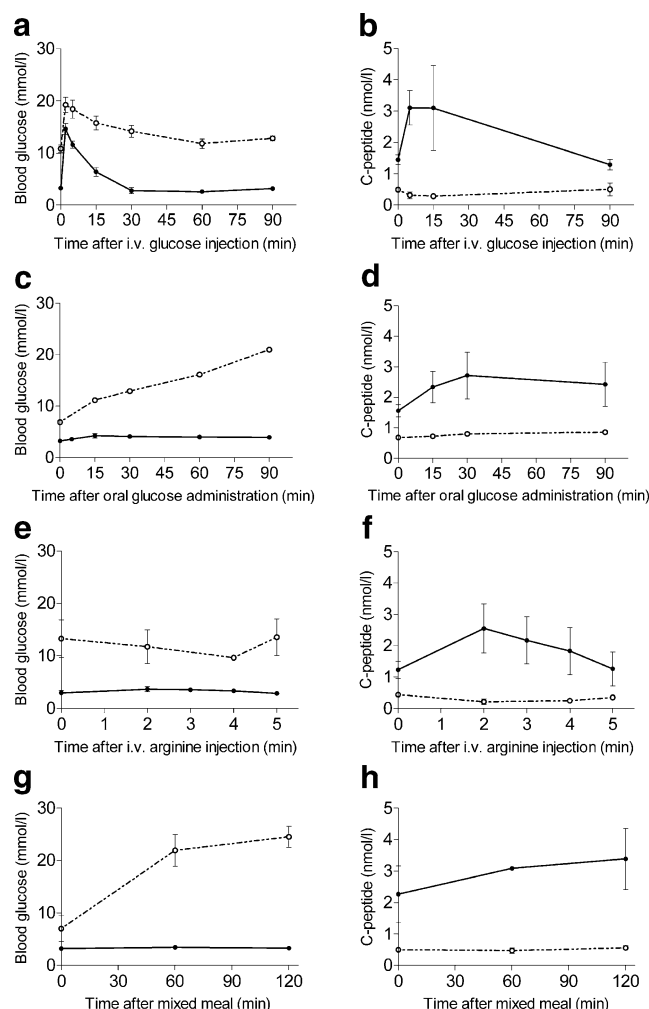 a
b
30
20
10
0
Blood glucose (mmol/l)
0 15 30 45 60 75 90
Time after i.v. glucose injection (min)
5
4
3
2
1
0
C-peptide (nmol/l)
0 15 30 45 60 75 90
Time after i.v. glucose injection (min)
c
d
30
20
10
0
Blood glucose (mmol/l)
0 15 30 45 60 75 90
Time after oral glucose administration (min)
5
4
3
2
1
0
C-peptide (nmol/l)
0 15 30 45 60 75 90
Time after oral glucose administration (min)
e
f
30
20
10
0
Blood glucose (mmol/l)
0 1 2 3 4 5
Time after i.v. arginine injection (min)
5
4
3
2
1
0
C-peptide (nmol/l)
0 1 2 3 4 5
Time after i.v. arginine injection (min)
g
h
30
20
10
0
Blood glucose (mmol/l)
0 30 60 90 120
Time after mixed meal (min)
5
4
3
2
1
0
C-peptide (nmol/l)
0 30 60 90 120
Time after mixed meal (min)